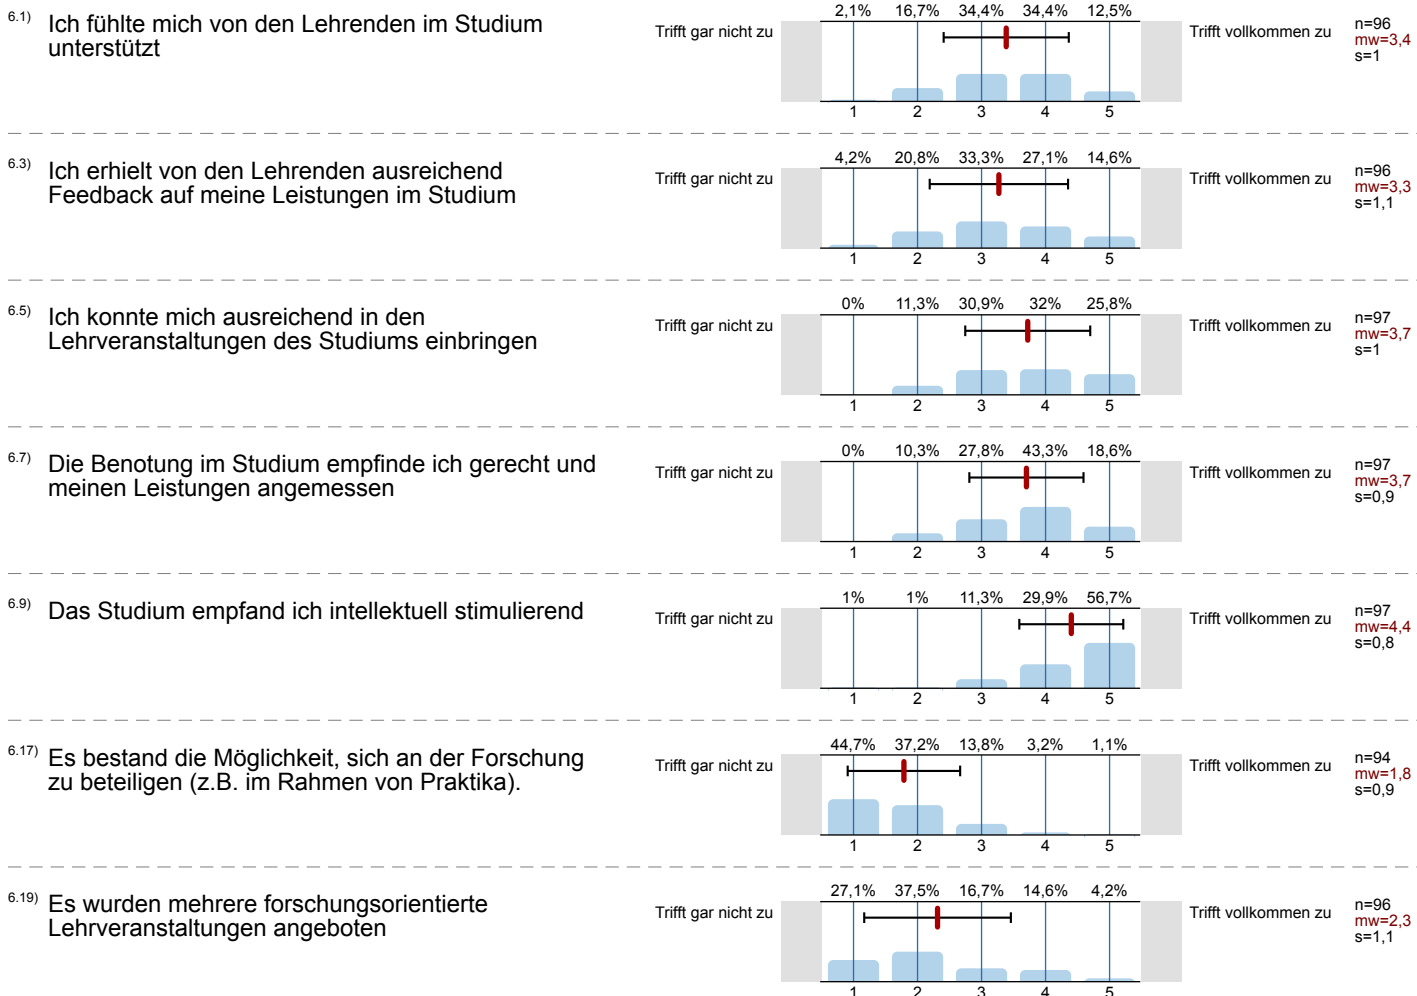 6.1) Ich fühlte mich von den Lehrenden im Studium
unterstützt
Trifft gar nicht zu
2,1% 16,7% 34,4% 34,4% 12,5%
1 2 3 4 5
Trifft vollkommen zu
n=96
mw=3,4
s=1
6.3) Ich erhielt von den Lehrenden ausreichend
Feedback auf meine Leistungen im Studium
Trifft gar nicht zu
4,2% 20,8% 33,3% 27,1% 14,6%
1 2 3 4 5
Trifft vollkommen zu
n=96
mw=3,3
s=1,1
6.5) Ich konnte mich ausreichend in den
Lehrveranstaltungen des Studiums einbringen
Trifft gar nicht zu
0% 11,3% 30,9% 32% 25,8%
1 2 3 4 5
Trifft vollkommen zu
n=97
mw=3,7
s=1
6.7) Die Benotung im Studium empfinde ich gerecht und
meinen Leistungen angemessen
Trifft gar nicht zu
0% 10,3% 27,8% 43,3% 18,6%
1 2 3 4 5
Trifft vollkommen zu
n=97
mw=3,7
s=0,9
6.9) Das Studium empfand ich intellektuell stimulierend
Trifft gar nicht zu
1% 1% 11,3% 29,9% 56,7%
1 2 3 4 5
Trifft vollkommen zu
n=97
mw=4,4
s=0,8
6.17) Es bestand die Möglichkeit, sich an der Forschung
zu beteiligen (z.B. im Rahmen von Praktika).
Trifft gar nicht zu
44,7% 37,2% 13,8% 3,2% 1,1%
1 2 3 4 5
Trifft vollkommen zu
n=94
mw=1,8
s=0,9
6.19) Es wurden mehrere forschungsorientierte
Lehrveranstaltungen angeboten
Trifft gar nicht zu
27,1% 37,5% 16,7% 14,6% 4,2%
1 2 3 4 5
Trifft vollkommen zu
n=96
mw=2,3
s=1,1